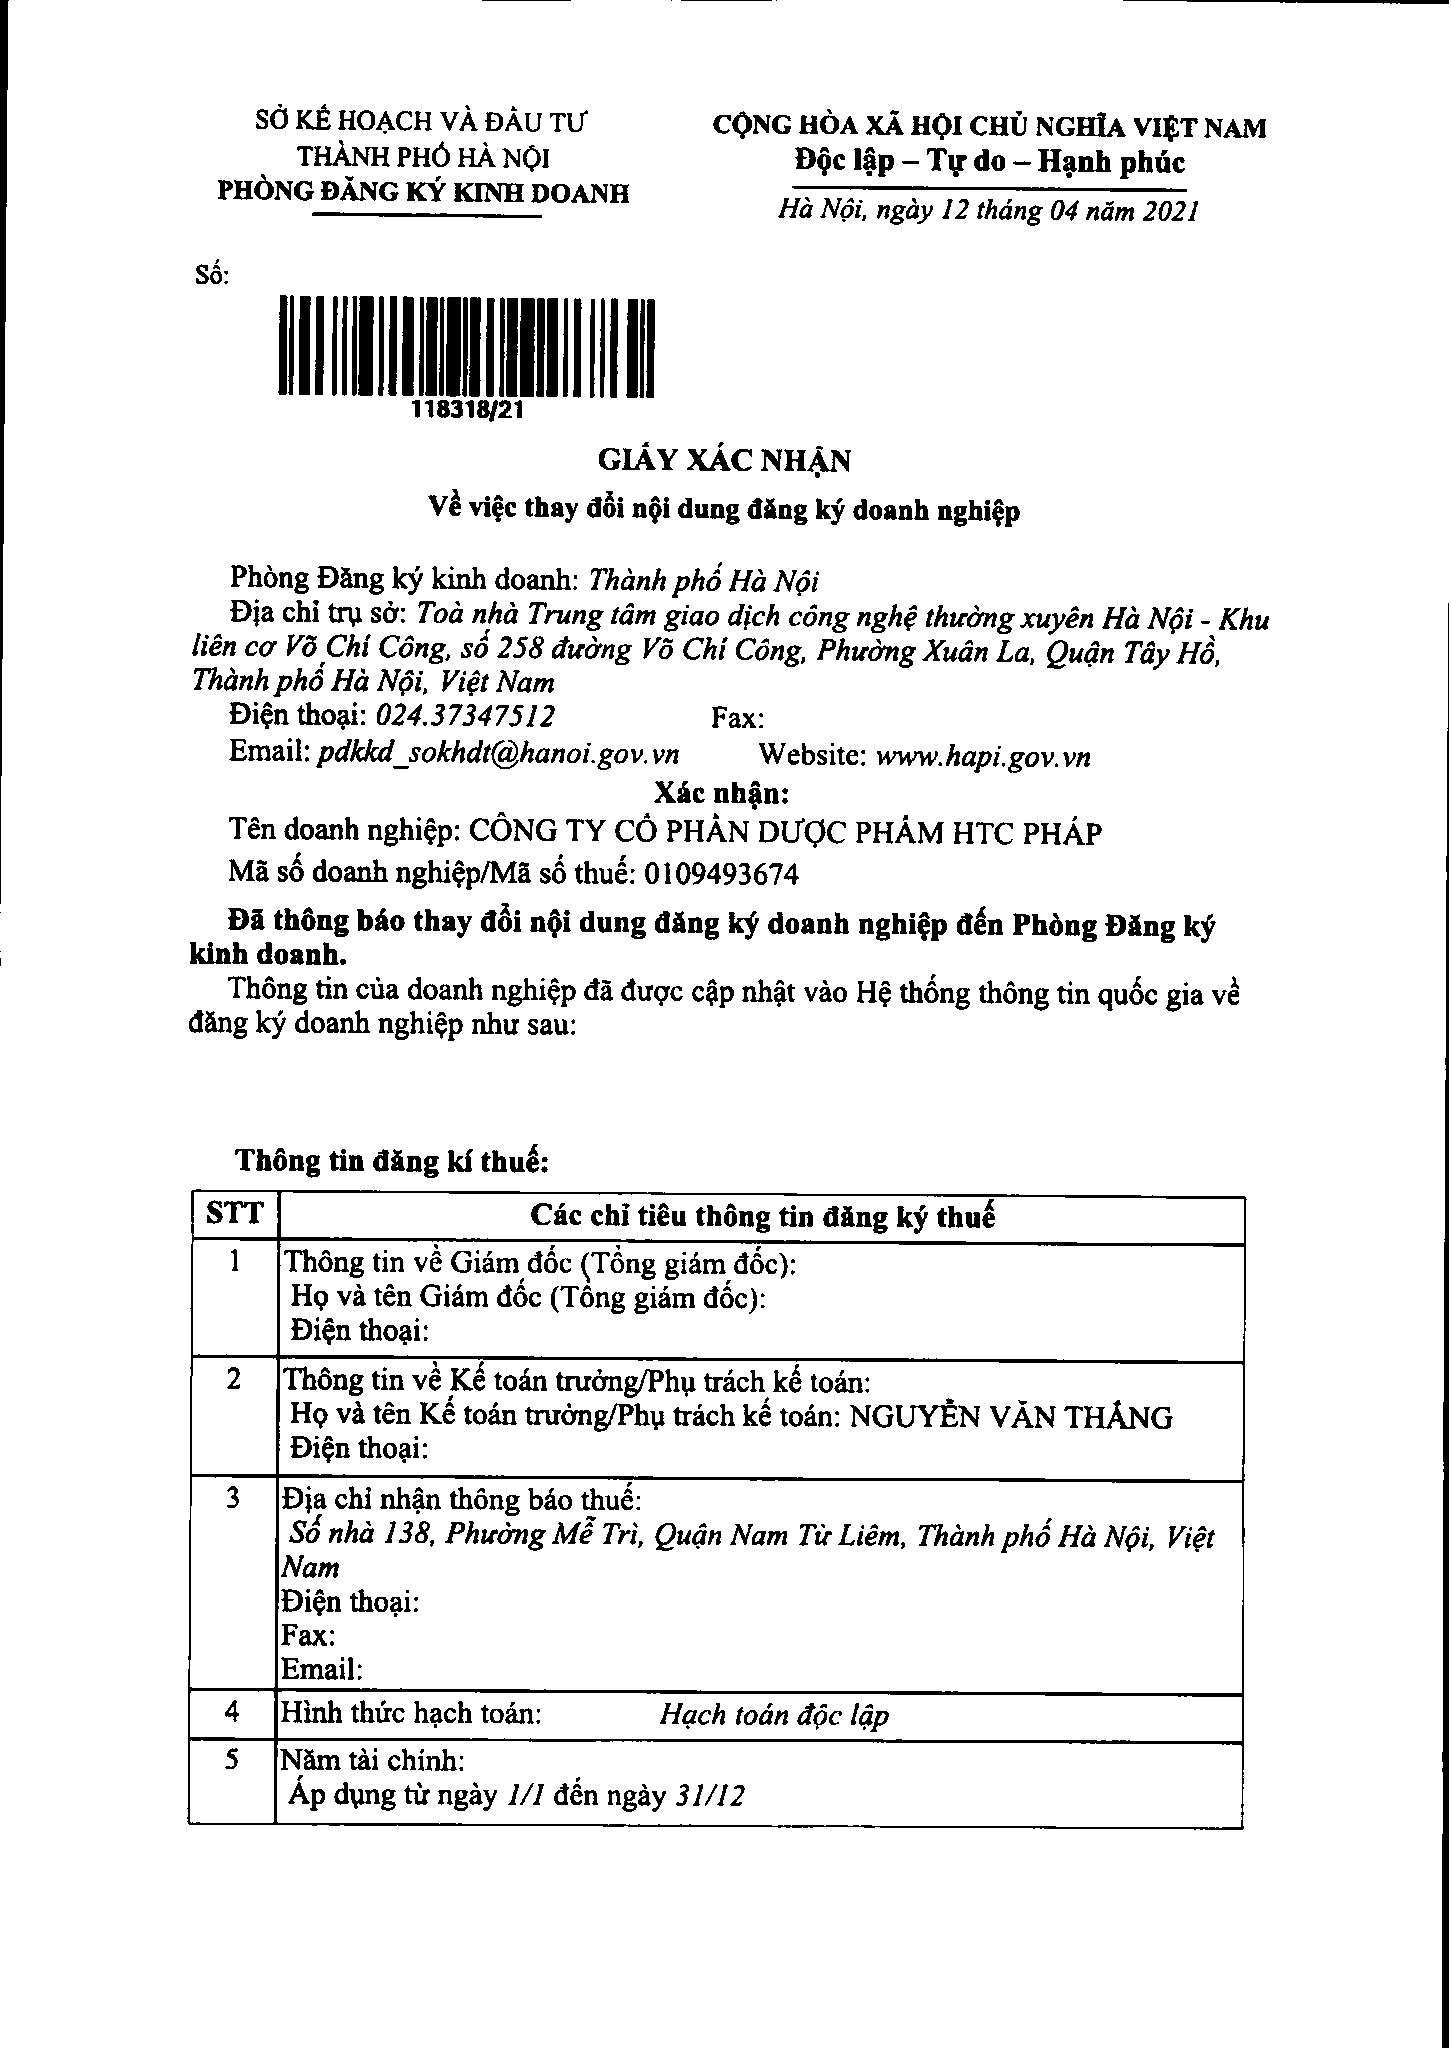 SỞ KẾ HOẠCH VÀ ĐẦU TƯ
THÀNH PHỐ HÀ NỘI
PHÒNG ĐĂNG KÝ KINH DOANH
CỘNG HÒA XÃ HỘI CHỦ NGHĨA VIỆT NAM
Độc lập – Tự do – Hạnh phúc
Hà Nội, ngày 12 tháng 04 năm 2021
Số:
118318/21
GIẤY XÁC NHẬN
Về việc thay đổi nội dung đăng ký doanh nghiệp
Phòng Đăng ký kinh doanh: Thành phố Hà Nội
Địa chỉ trụ sở: Toà nhà Trung tâm giao dịch công nghệ thường xuyên Hà Nội - Khu
liên cơ Võ Chí Công, số 258 đường Võ Chí Công, Phường Xuân La, Quận Tây Hồ,
Thành phố Hà Nội, Việt Nam
Điện thoại: 024.37347512 Fax:
Email: pdkkd_sokhdt@hanoi.gov.vn Website: www.hapi.gov.vn
Xác nhận:
Tên doanh nghiệp: CÔNG TY CỔ PHẦN DƯỢC PHẨM HTC PHÁP
Mã số doanh nghiệp/Mã số thuế: 0109493674
Đã thông báo thay đổi nội dung đăng ký doanh nghiệp đến Phòng Đăng ký
kinh doanh.
Thông tin của doanh nghiệp đã được cập nhật vào Hệ thống thông tin quốc gia về
đăng ký doanh nghiệp như sau:
Thông tin đăng kí thuế:
STT Các chỉ tiêu thông tin đăng ký thuế
1 Thông tin về Giám đốc (Tổng giám đốc):
Họ và tên Giám đốc (Tổng giám đốc):
Điện thoại:
2 Thông tin về Kế toán trưởng/Phụ trách kế toán:
Họ và tên Kế toán trưởng/Phụ trách kế toán: NGUYỄN VĂN THẮNG
Điện thoại:
3 Địa chỉ nhận thông báo thuế:
Số nhà 138, Phường Mễ Trì, Quận Nam Từ Liêm, Thành phố Hà Nội, Việt
Nam
Điện thoại:
Fax:
Email:
4 Hình thức hạch toán: Hạch toán độc lập
5 Năm tài chính:
Áp dụng từ ngày 1/1 đến ngày 31/12